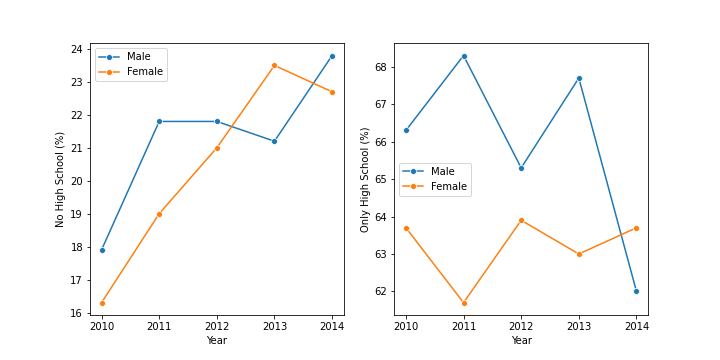 24
23
22
21
20
19
18
17
16
No High School (%)
Male
Female
2010 2011 2012 2013 2014
Year
68
67
66
65
64
63
62
Only High School (%)
Male
Female
2010 2011 2012 2013 2014
Year